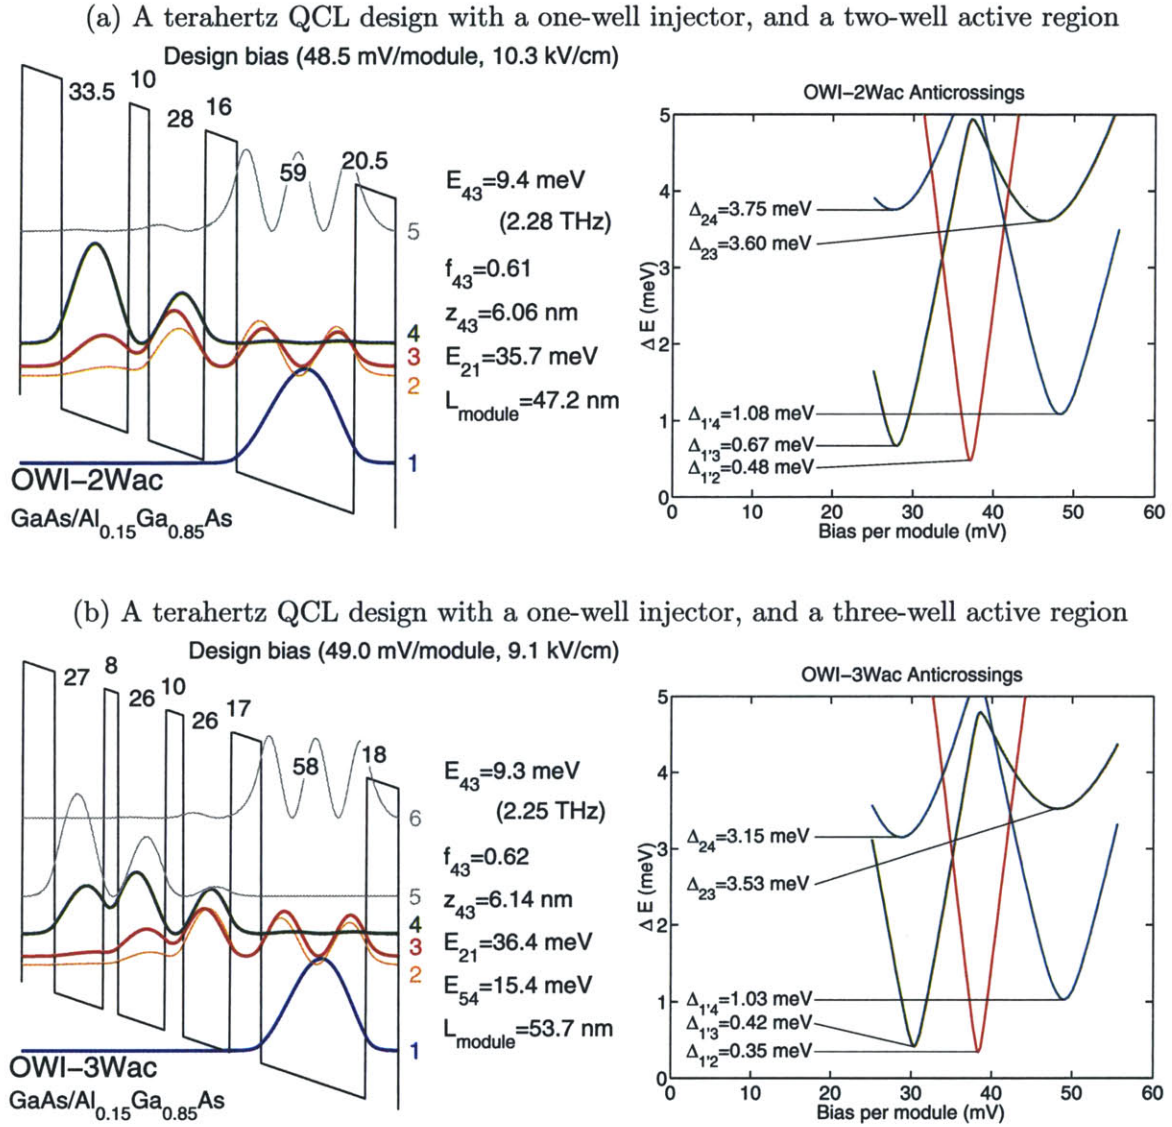 (a) A terahertz QCL design with a one-well injector, and a two-well active region
Design bias (48.5 mV/module, 10.3 kV/cm)
33.5
10
28
16
59
20.5
5
4
3
2
1
E43=9.4 meV
(2.28 THz)
f43=0.61
z43=6.06 nm
E21=35.7 meV
Lmodule=47.2 nm
OWI−2Wac
GaAs/Al0.15Ga0.85As
OWI−2Wac Anticrossings
5
4
3
2
1
0
Δ E (meV)
Δ24=3.75 meV
Δ23=3.60 meV
Δ1'4=1.08 meV
Δ1'3=0.67 meV
Δ1'2=0.48 meV
0 10 20 30 40 50 60
Bias per module (mV)
(b) A terahertz QCL design with a one-well injector, and a three-well active region
Design bias (49.0 mV/module, 9.1 kV/cm)
27
8
26
10
26
17
58
18
6
5
4
3
2
1
E43=9.3 meV
(2.25 THz)
f43=0.62
z43=6.14 nm
E21=36.4 meV
E54=15.4 meV
Lmodule=53.7 nm
OWI−3Wac
GaAs/Al0.15Ga0.85As
OWI−3Wac Anticrossings
5
4
3
2
1
0
Δ E (meV)
Δ24=3.15 meV
Δ23=3.53 meV
Δ1'4=1.03 meV
Δ1'3=0.42 meV
Δ1'2=0.35 meV
0 10 20 30 40 50 60
Bias per module (mV)